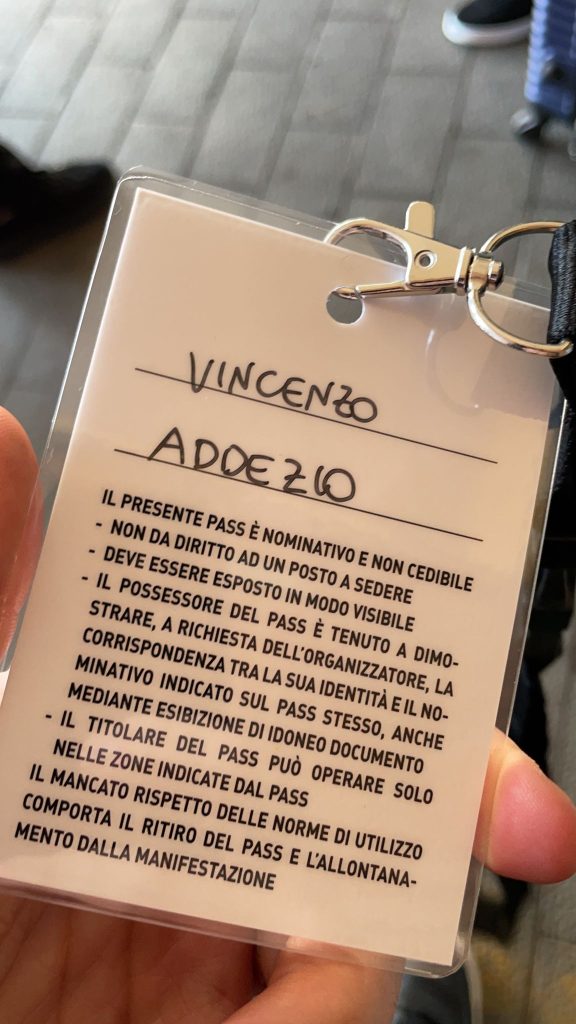 VINCENZO
ADDEZIO
IL PRESENTE PASS È NOMINATIVO E NON CEDIBILE
- NON DA DIRITTO AD UN POSTO A SEDERE
- DEVE ESSERE ESPOSTO IN MODO VISIBILE
- IL POSSESSORE DEL PASS È TENUTO A DIMO-
STRARE, A RICHIESTA DELL'ORGANIZZATORE, LA
CORRISPONDENZA TRA LA SUA IDENTITÀ E IL NO-
MINATIVO INDICATO SUL PASS STESSO, ANCHE
MEDIANTE ESIBIZIONE DI IDONEO DOCUMENTO
- IL TITOLARE DEL PASS PUÒ OPERARE SOLO
NELLE ZONE INDICATE DAL PASS
IL MANCATO RISPETTO DELLE NORME DI UTILIZZO
COMPORTA IL RITIRO DEL PASS E L'ALLONTANA-
MENTO DALLA MANIFESTAZIONE